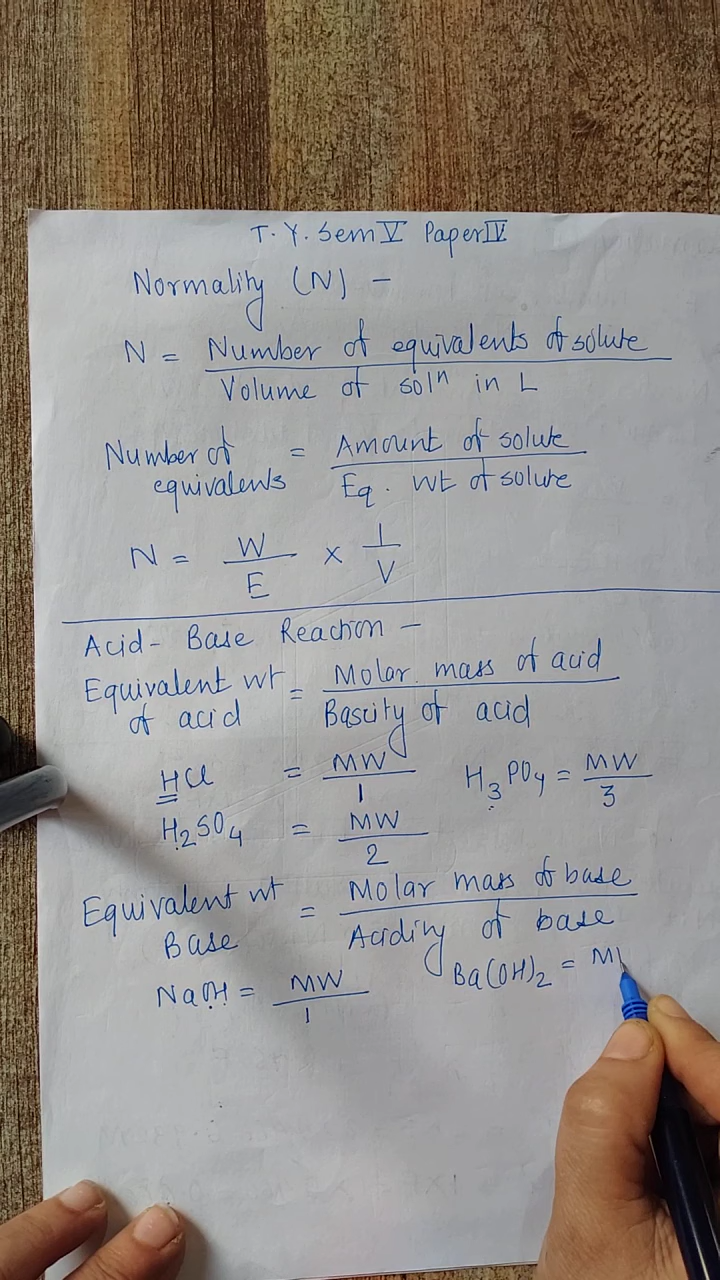 T. Y. Sem V Paper IV
Normality (N) -
N = Number of equivalents of solute
Volume of solⁿ in L
Number of equivalents = Amount of solute
Eq. Wt of solute
N = W/E × 1/V
Acid - Base Reaction -
Equivalent wt of acid = Molar mass of acid
Bascity of acid
HCl = MW/1
H₃PO₄ = MW/3
H₂SO₄ = MW/2
Equivalent wt Base = Molar mass of base
Acidity of base
NaOH = MW/1
Ba(OH)₂ = M